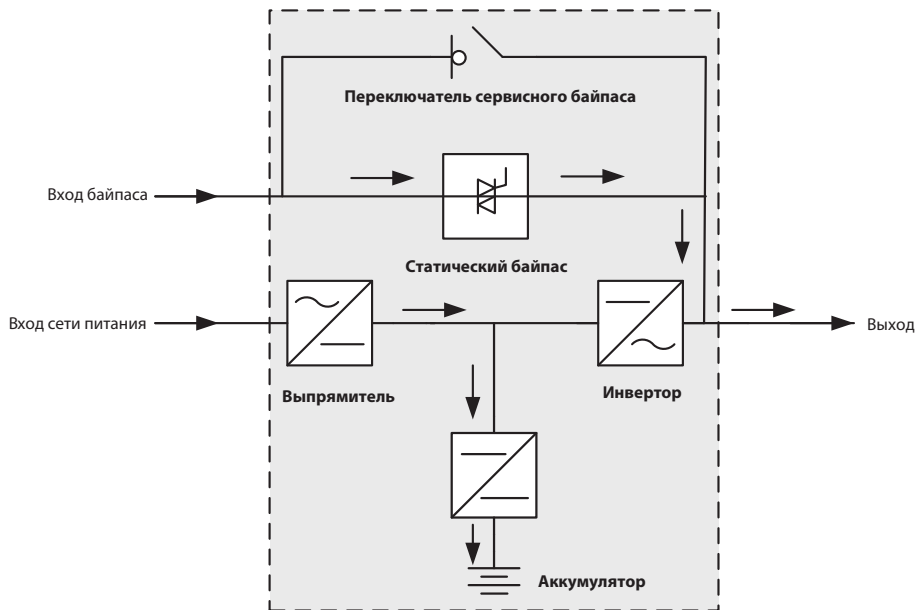 Переключатель сервисного байпаса
Вход байпаса
Статический байпас
Вход сети питания
Выход
Выпрямитель
Инвертор
Аккумулятор